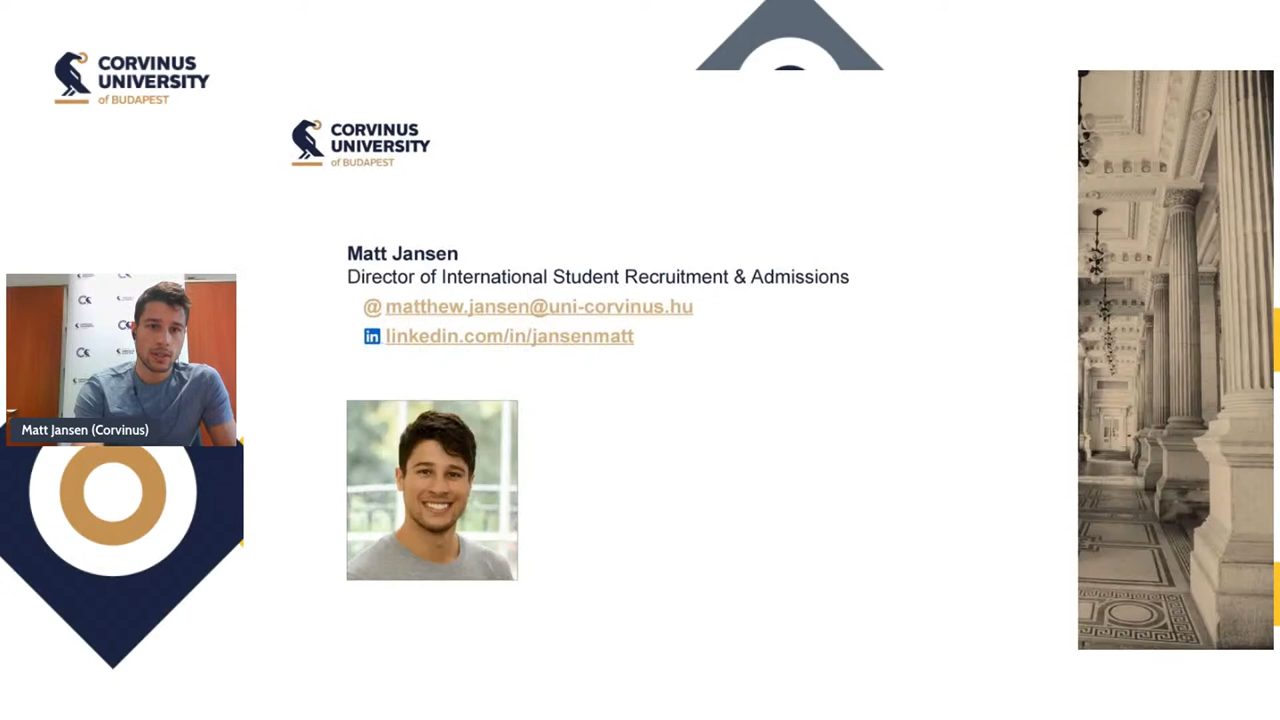 CORVINUS
UNIVERSITY
of BUDAPEST
CORVINUS
UNIVERSITY
of BUDAPEST
Matt Jansen
Director of International Student Recruitment & Admissions
@ matthew.jansen@uni-corvinus.hu
in linkedin.com/in/jansenmatt
Matt Jansen (Corvinus)